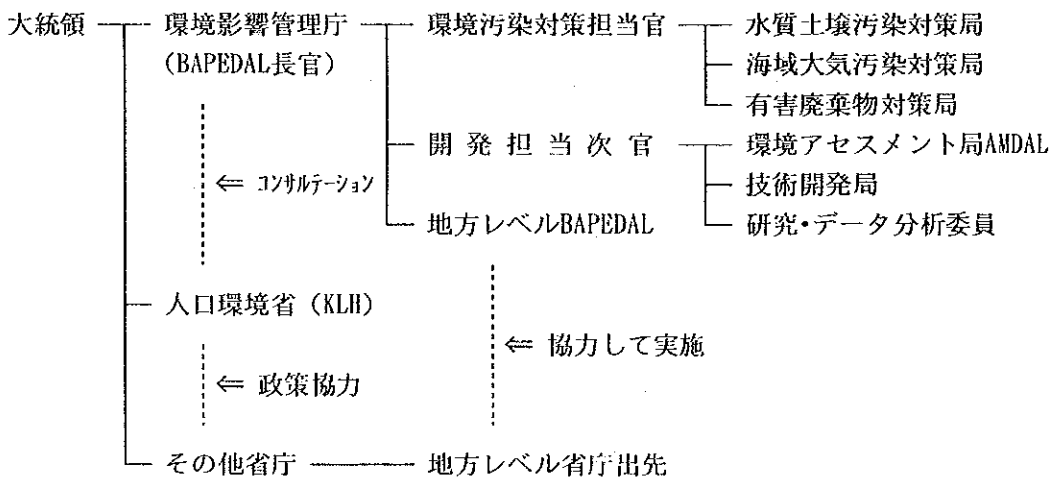 大統領 環境影響管理庁 環境汚染対策担当官 水質土壌汚染対策局
(BAPEDAL長官) 海域大気汚染対策局
有害廃棄物対策局
開発担当次官 環境アセスメント局AMDAL
⇐ コンサルテーション 技術開発局
地方レベルBAPEDAL 研究・データ分析委員
人口環境省 (KLH)
⇐ 協力して実施
⇐ 政策協力
その他省庁 地方レベル省庁出先